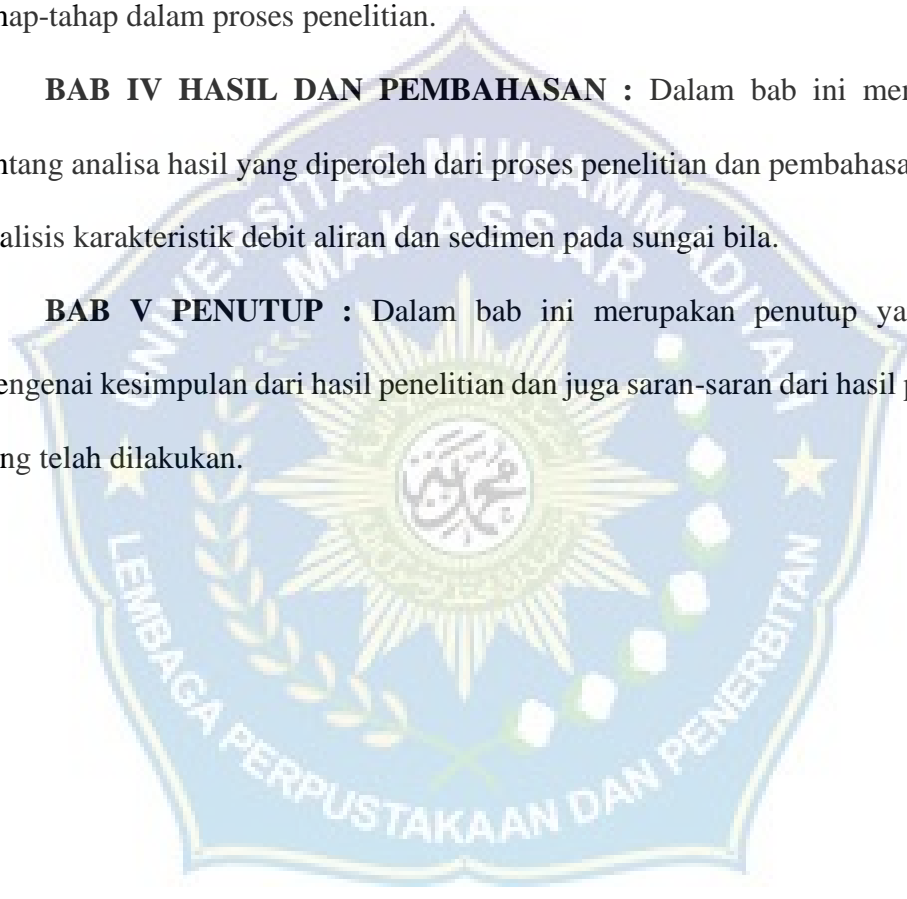 hap-tahap dalam proses penelitian.
BAB IV HASIL DAN PEMBAHASAN : Dalam bab ini mer
ntang analisa hasil yang diperoleh dari proses penelitian dan pembahasa
alisis karakteristik debit aliran dan sedimen pada sungai bila.
BAB V PENUTUP : Dalam bab ini merupakan penutup ya
engenai kesimpulan dari hasil penelitian dan juga saran-saran dari hasil p
ng telah dilakukan.
UNIVERSITAS MUHAMMADIYAH
MAKASSAR
LEMBAGA PERPUSTAKAAN DAN PENERBITAN